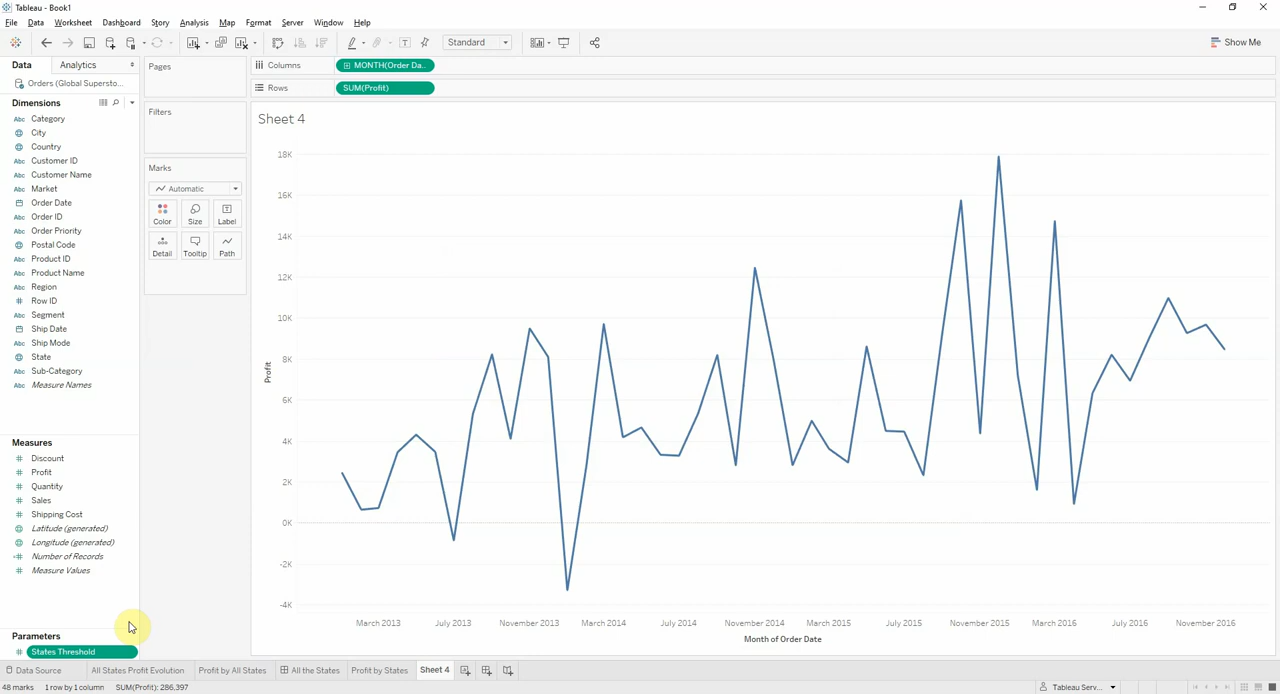 Tableau - Book1
File Data Worksheet Dashboard Story Analysis Map Format Server Window Help
Standard
Show Me
Data Analytics
Orders (Global Supersto...
Dimensions
Category
City
Country
Customer ID
Customer Name
Market
Order Date
Order ID
Order Priority
Postal Code
Product ID
Product Name
Region
Row ID
Segment
Ship Date
Ship Mode
State
Sub-Category
Measure Names
Measures
Discount
Profit
Quantity
Sales
Shipping Cost
Latitude (generated)
Longitude (generated)
Number of Records
Measure Values
Parameters
States Threshold
Pages
Filters
Marks
Automatic
Color Size Label
Detail Tooltip Path
Columns MONTH(Order Da..
Rows SUM(Profit)
Sheet 4
18K
16K
14K
12K
10K
8K
6K
4K
2K
0K
-2K
-4K
Profit
March 2013 July 2013 November 2013 March 2014 July 2014 November 2014 March 2015 July 2015 November 2015 March 2016 July 2016 November 2016
Month of Order Date
Data Source All States Profit Evolution Profit by All States All the States Profit by States Sheet 4
48 marks 1 row by 1 column SUM(Profit): 286.397 Tableau Serv...